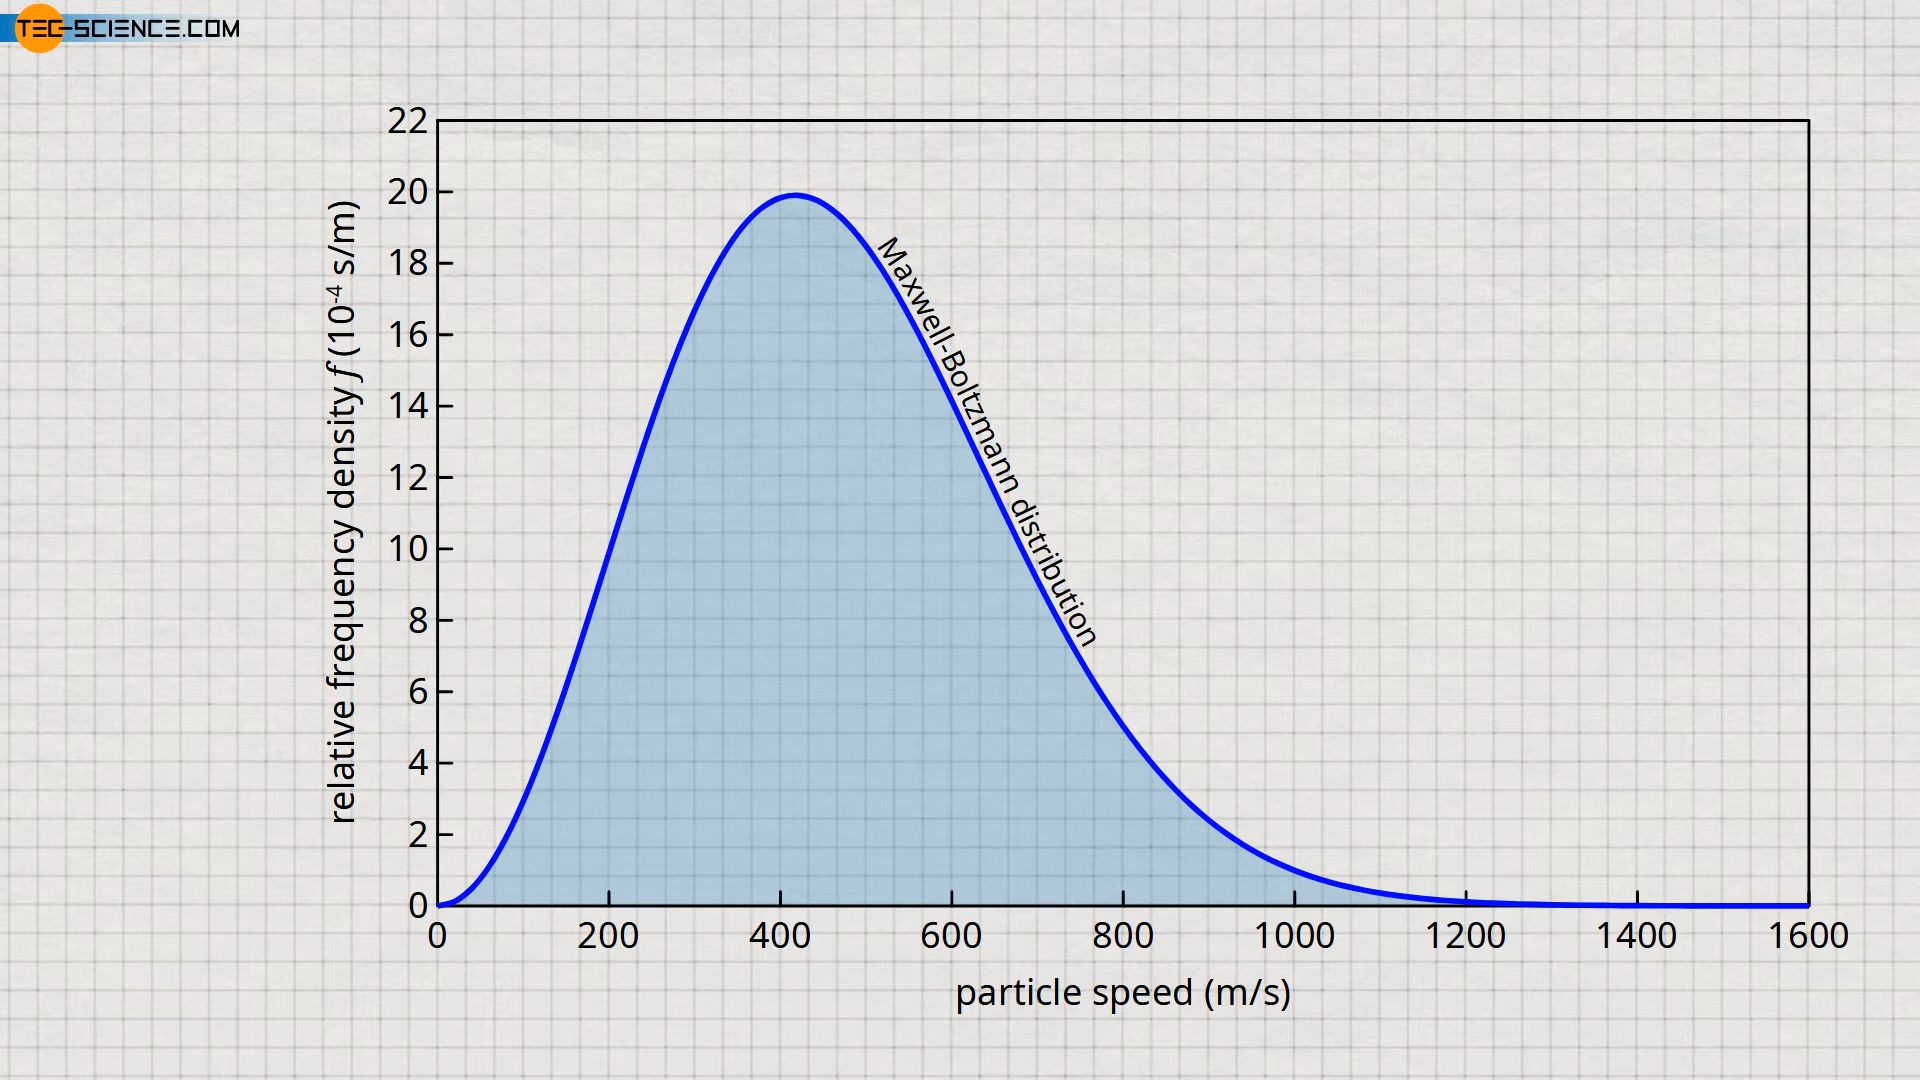 TEC-SCIENCE.COM
22
20
18
16
14
12
10
8
6
4
2
0
relative frequency density f (10⁻⁴ s/m)
Maxwell-Boltzmann distribution
0 200 400 600 800 1000 1200 1400 1600
particle speed (m/s)